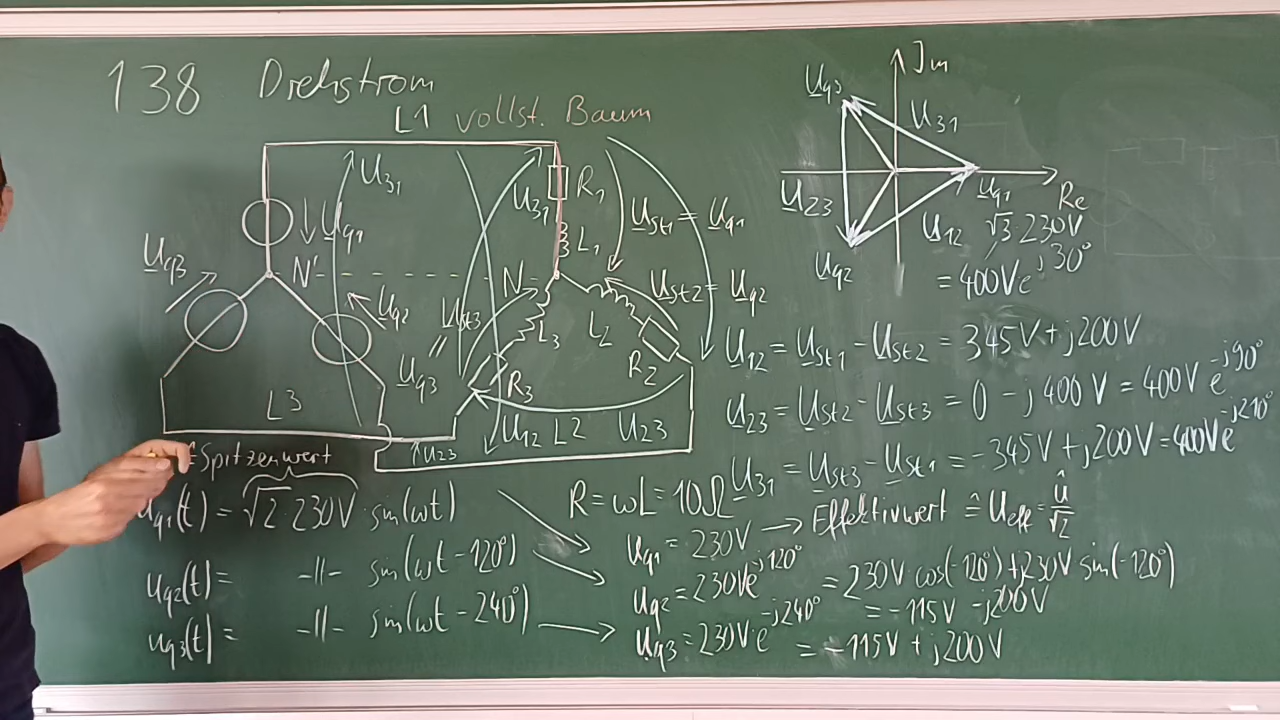 138 Drehstrom
L1 vollst. Baum
U31
Uq1
Uq3
N'
Uq2
L3
U31
R1
L1
N
USt1 = Uq1
USt2 = Uq2
USt3 = Uq3
L3
L2
R3
R2
U12 L2 U23
U23
Im
Uq3
U31
U23
Uq1
Re
U12 √3·230V
= 400V e^j30°
Uq2
U12 = USt1 - USt2 = 345V + j200V
U23 = USt2 - USt3 = 0 - j400V = 400V e^-j90°
U31 = USt3 - USt1 = -345V + j200V = 400V e^-j210°
Spitzenwert
uq1(t) = √2·230V · sin(ωt)
uq2(t) = -"- sin(ωt - 120°)
uq3(t) = -"- sin(ωt - 240°)
R = ωL = 10Ω
Uq1 = 230V → Effektivwert ≙ Ueff = û/√2
Uq2 = 230V e^-j120° = 230V cos(-120°) + j230V sin(-120°)
= -115V - j200V
Uq3 = 230V·e^-j240° = -115V + j200V